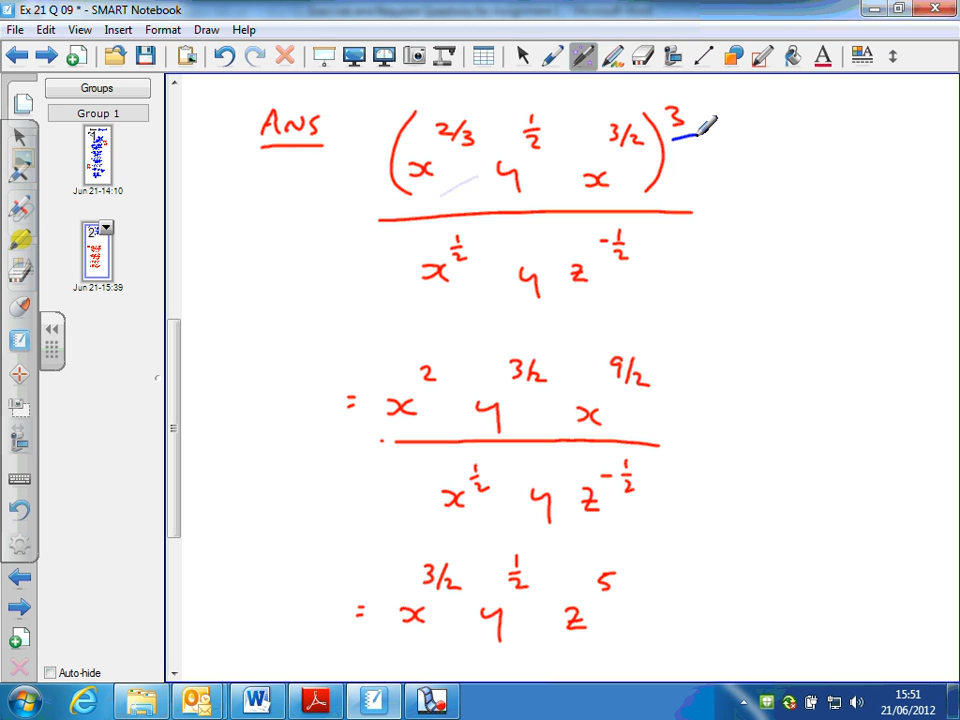 Ex 21 Q 09 * - SMART Notebook
File Edit View Insert Format Draw Help
Groups
Group 1
Jun 21-14:10
2
Jun 21-15:39
Auto-hide
Ans
(x^2/3 y^1/2 x^3/2)^3
x^1/2 y z^-1/2
= x^2 y^3/2 x^9/2
x^1/2 y z^-1/2
= x^3/2 y^1/2 z^5
15:51
21/06/2012